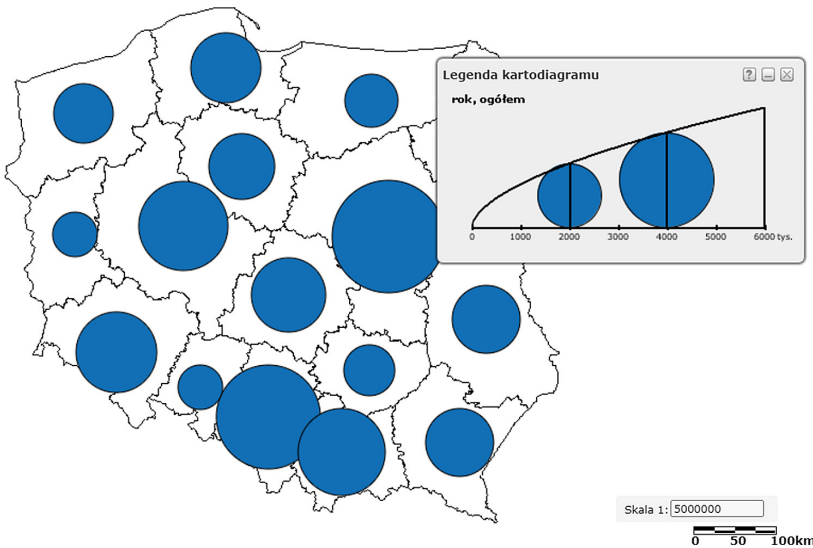 Legenda kartodiagramu ?
rok, ogółem
0 1000 2000 3000 4000 5000 6000 tys.
Skala 1: 5000000
0 50 100km